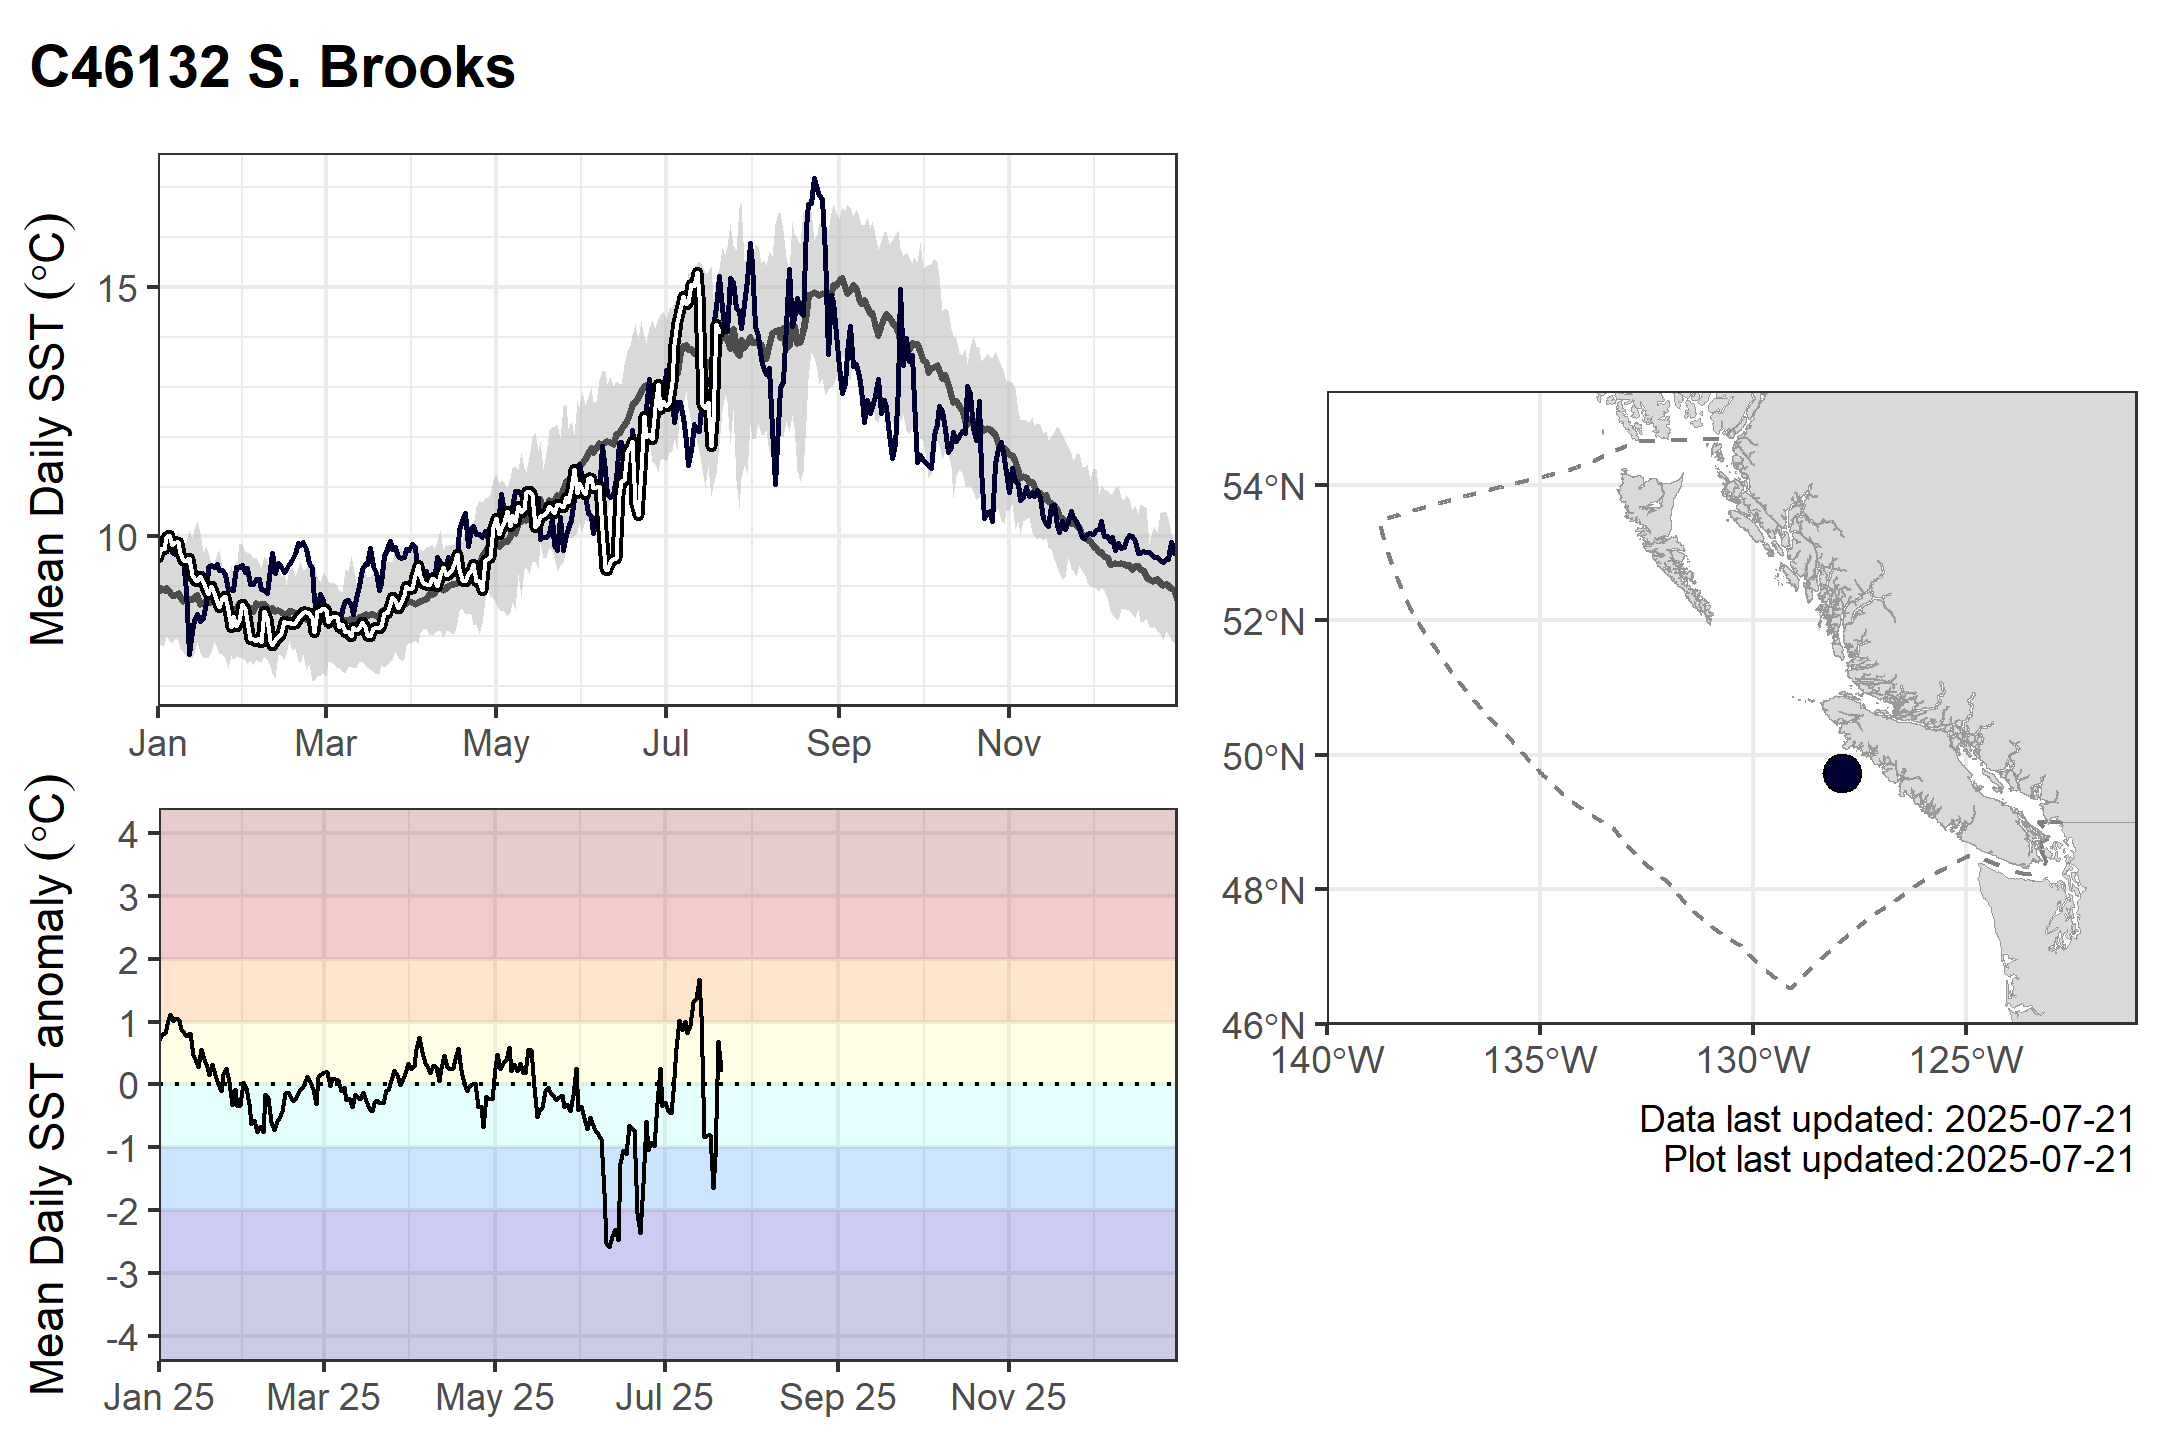 C46132 S. Brooks
Mean Daily SST (°C)
15
10
Jan Mar May Jul Sep Nov
Mean Daily SST anomaly (°C)
4
3
2
1
0
-1
-2
-3
-4
Jan 25 Mar 25 May 25 Jul 25 Sep 25 Nov 25
54°N
52°N
50°N
48°N
46°N
140°W 135°W 130°W 125°W
Data last updated: 2025-07-21
Plot last updated:2025-07-21